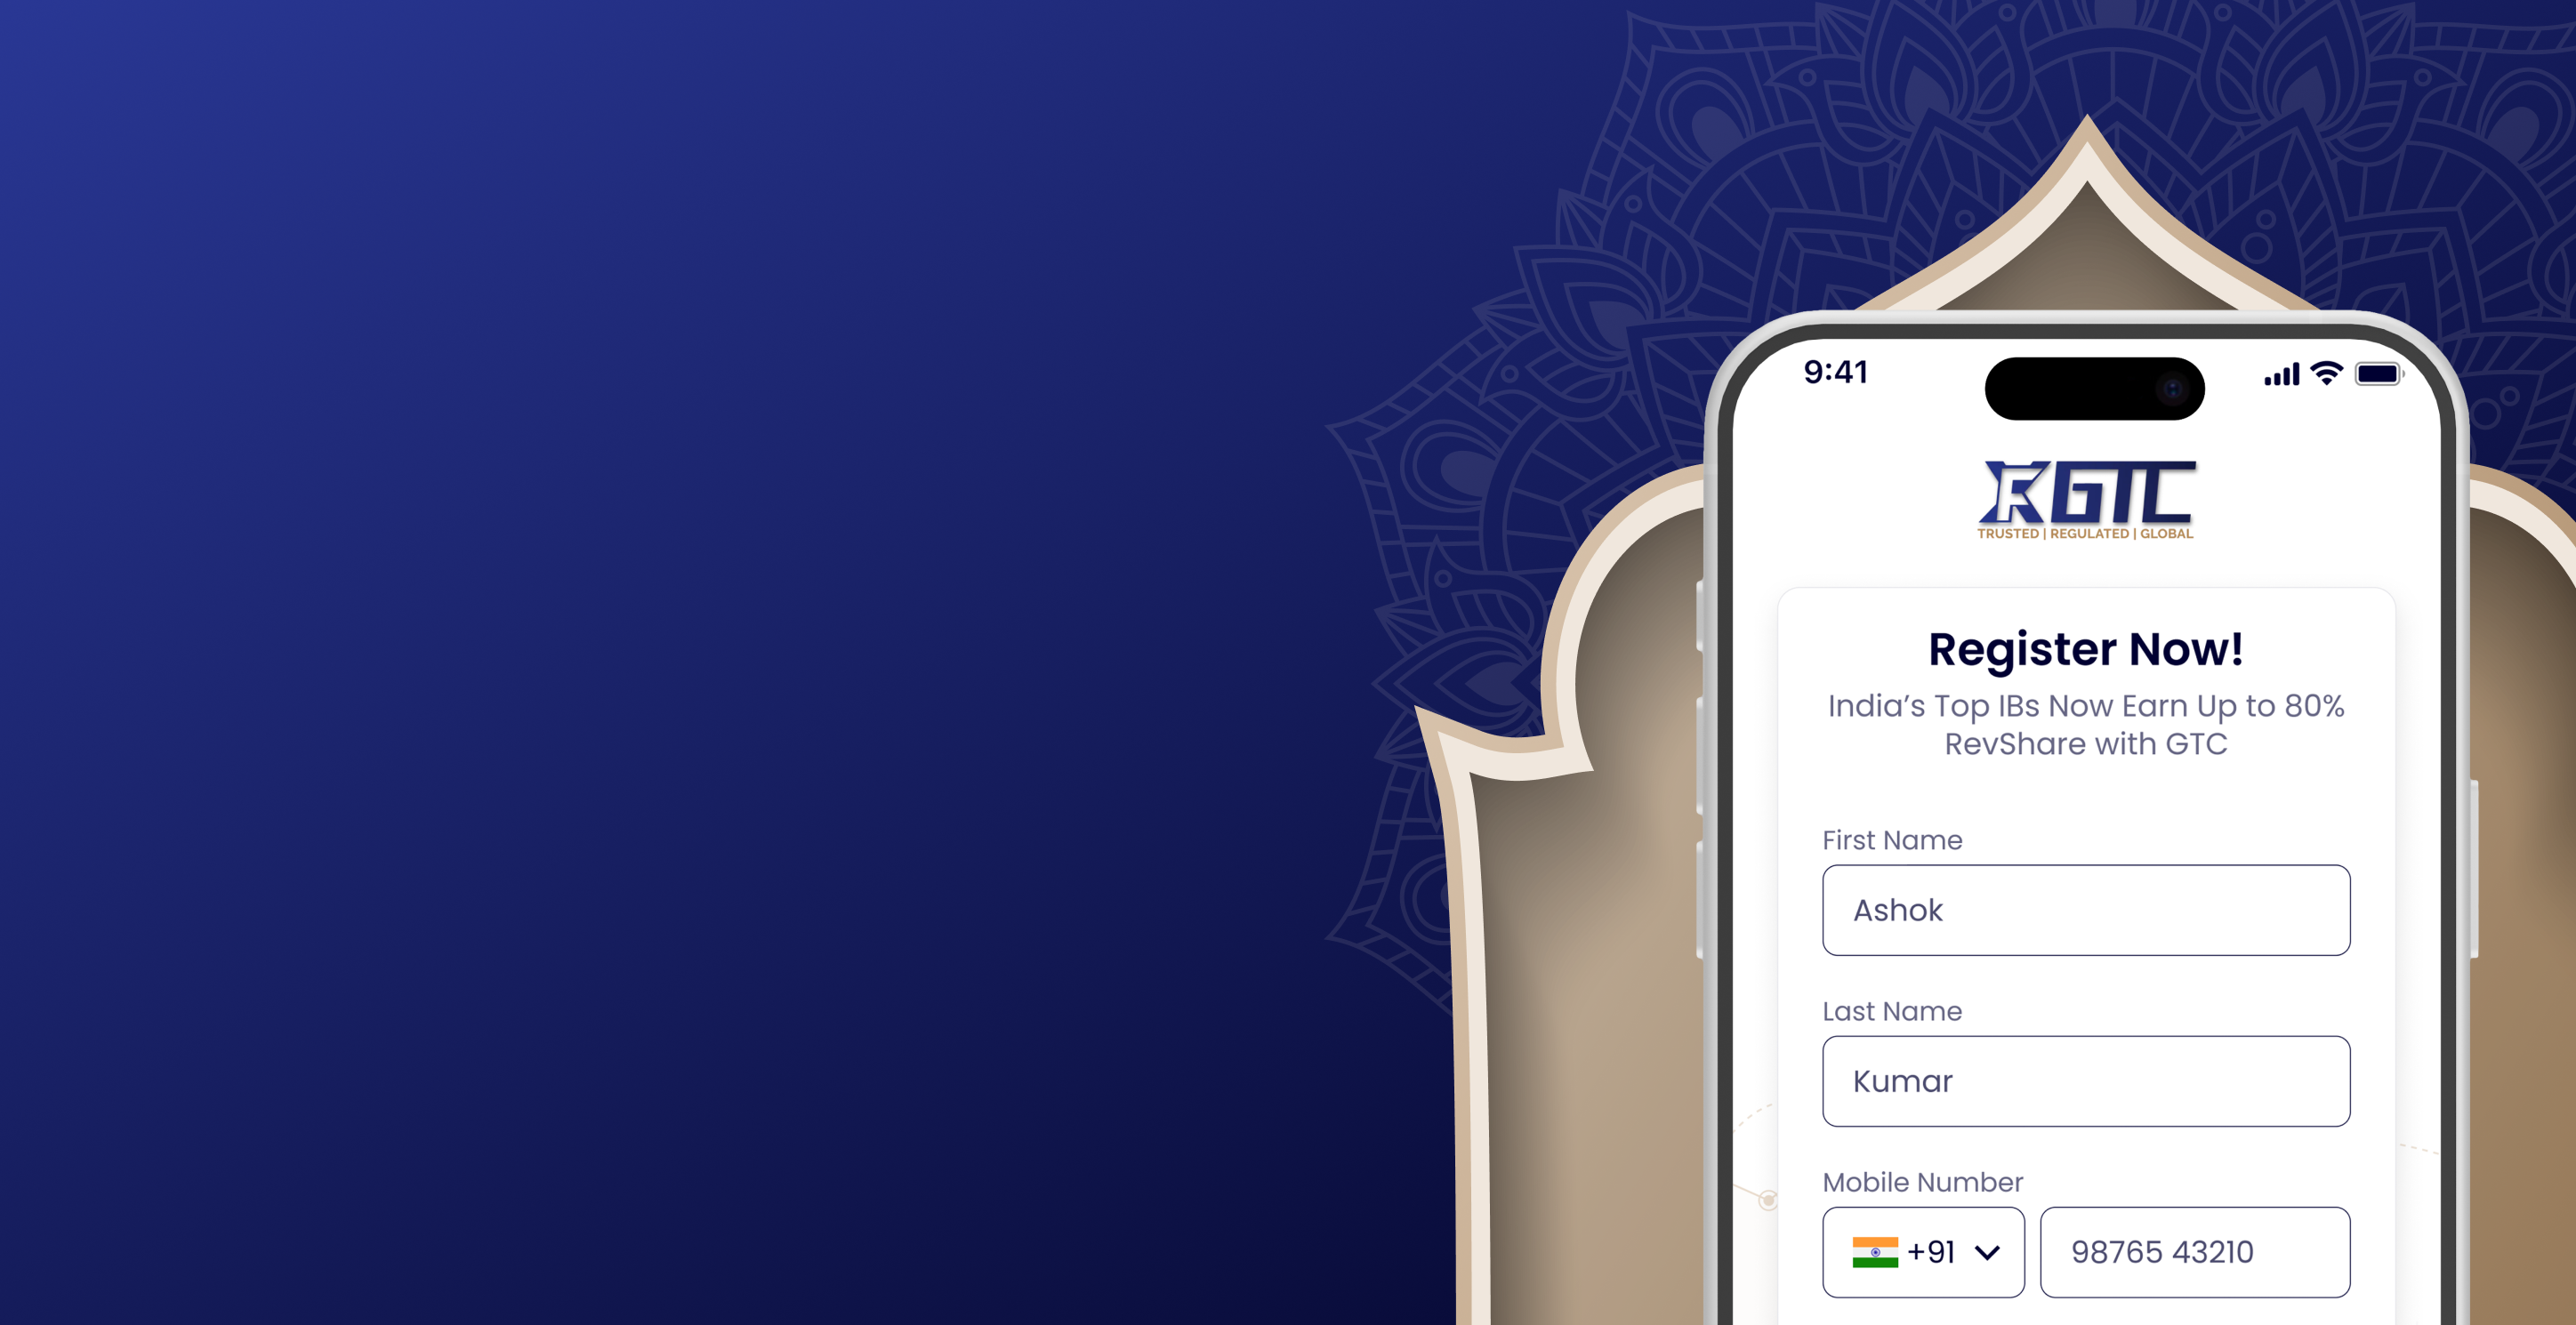 9:41
GTC
TRUSTED | REGULATED | GLOBAL
Register Now!
India’s Top IBs Now Earn Up to 80%
RevShare with GTC
First Name
Ashok
Last Name
Kumar
Mobile Number
+91 98765 43210